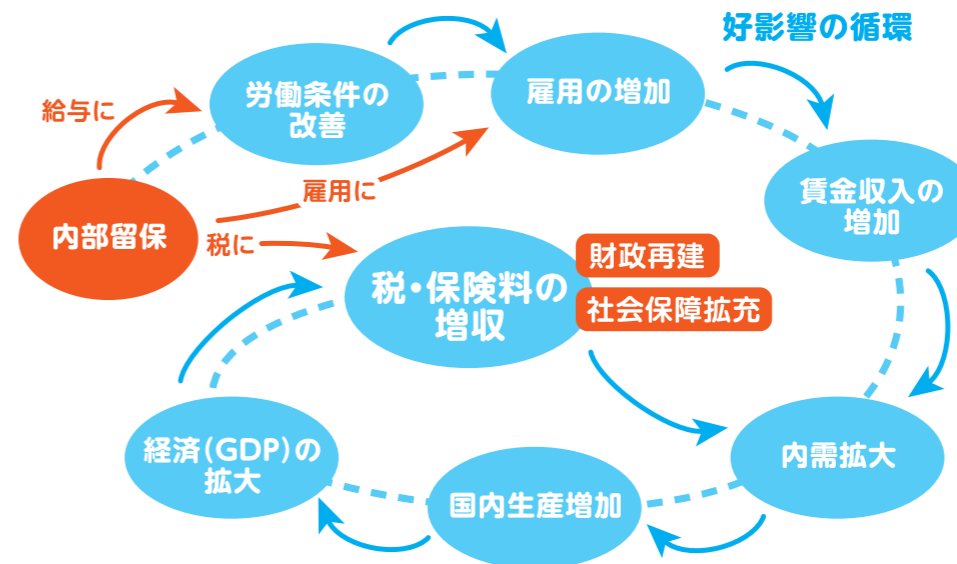 好影響の循環
給与に
労働条件の
改善
雇用の増加
雇用に
賃金収入の
増加
内部留保
税に
税・保険料の
増収
財政再建
社会保障拡充
経済(GDP)の
拡大
国内生産増加
内需拡大